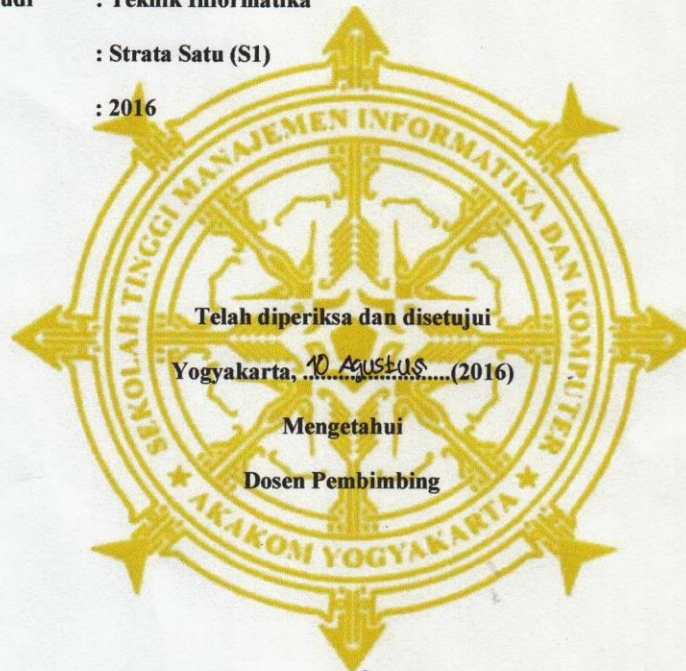 : Teknik Informatika
: Strata Satu (S1)
: 2016
SEKOLAH TINGGI MANAJEMEN INFORMATIKA DAN KOMPUTER
Telah diperiksa dan disetujui
Yogyakarta, 10 Agustus (2016)
Mengetahui
Dosen Pembimbing
★ AKAKOM YOGYAKARTA ★